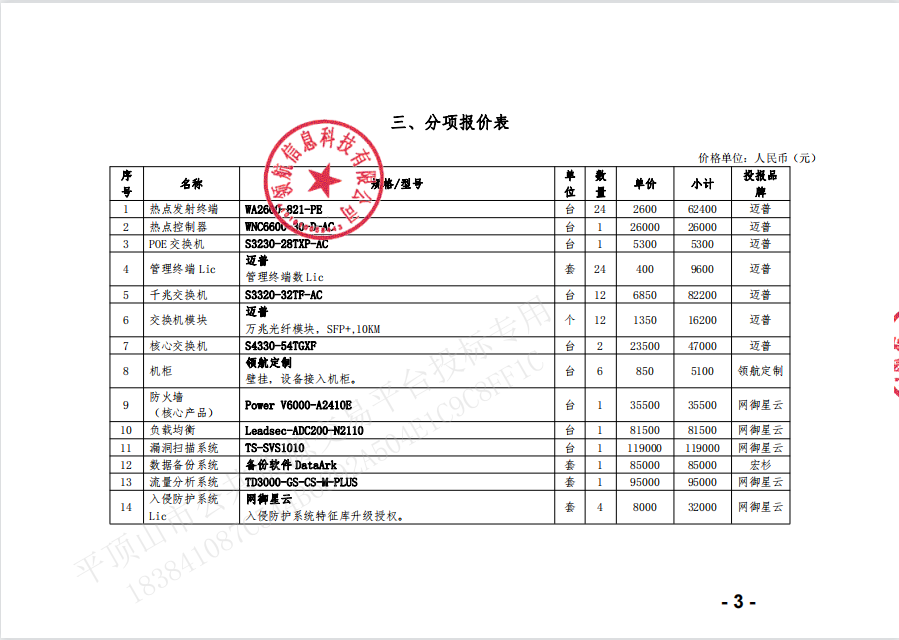 三、分项报价表
价格单位: 人民币（元）
序号 名称 规格/型号 单位 数量 单价 小计 投报品牌
1 热点发射终端 WA2600-821-PE 台 24 2600 62400 迈普
2 热点控制器 WNC6600-30-D-AC 台 1 26000 26000 迈普
3 POE交换机 S3230-28TXP-AC 台 1 5300 5300 迈普
4 管理终端 Lic 迈普 管理终端数Lic 套 24 400 9600 迈普
5 千兆交换机 S3320-32TF-AC 台 12 6850 82200 迈普
6 交换机模块 迈普 万兆光纤模块, SFP+,10KM 个 12 1350 16200 迈普
7 核心交换机 S4330-54TGXF 台 2 23500 47000 迈普
8 机柜 领航定制 壁挂, 设备接入机柜。 台 6 850 5100 领航定制
9 防火墙（核心产品） Power V6000-A2410E 台 1 35500 35500 网御星云
10 负载均衡 Leadsec-ADC200-N2110 台 1 81500 81500 网御星云
11 漏洞扫描系统 TS-SVS1010 台 1 119000 119000 网御星云
12 数据备份系统 备份软件 DataArk 套 1 85000 85000 宏杉
13 流量分析系统 TD3000-GS-CS-M-PLUS 套 1 95000 95000 网御星云
14 入侵防护系统 Lic 网御星云 入侵防护系统特征库升级授权。 套 4 8000 32000 网御星云
领航信息科技有限公司
- 3 -